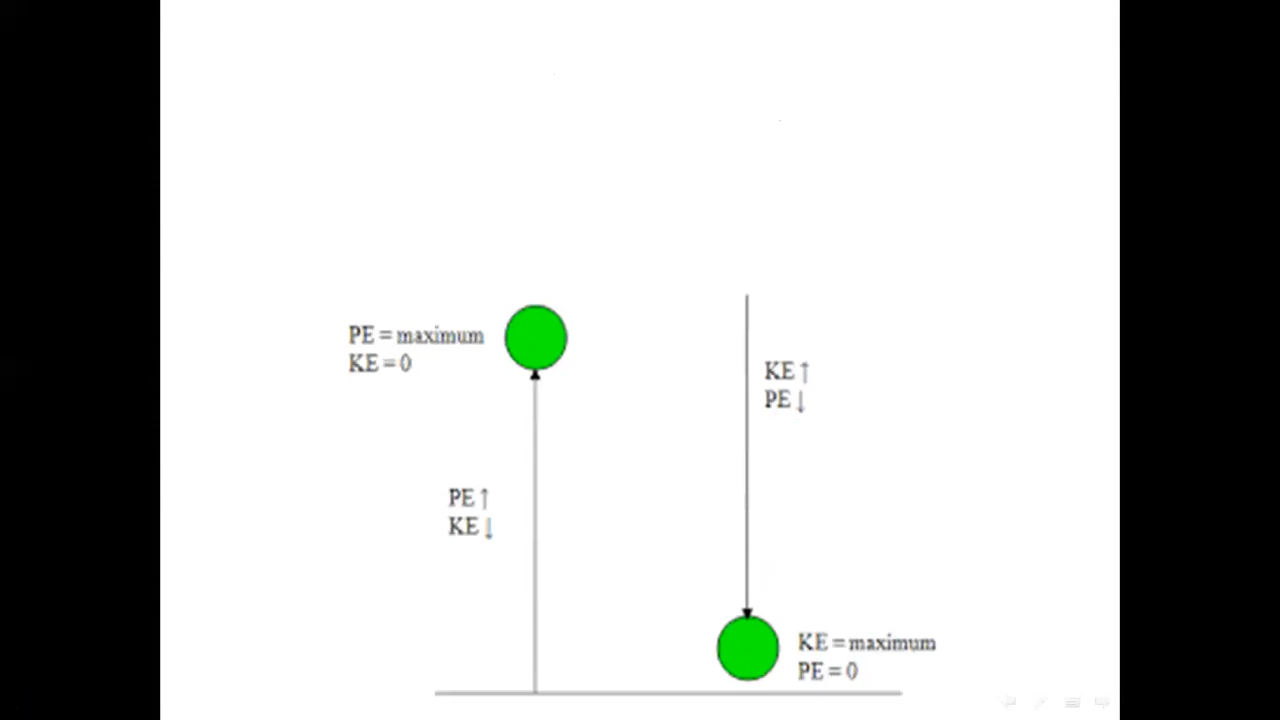 PE = maximum
KE = 0
KE ↑
PE ↓
PE ↑
KE ↓
KE = maximum
PE = 0